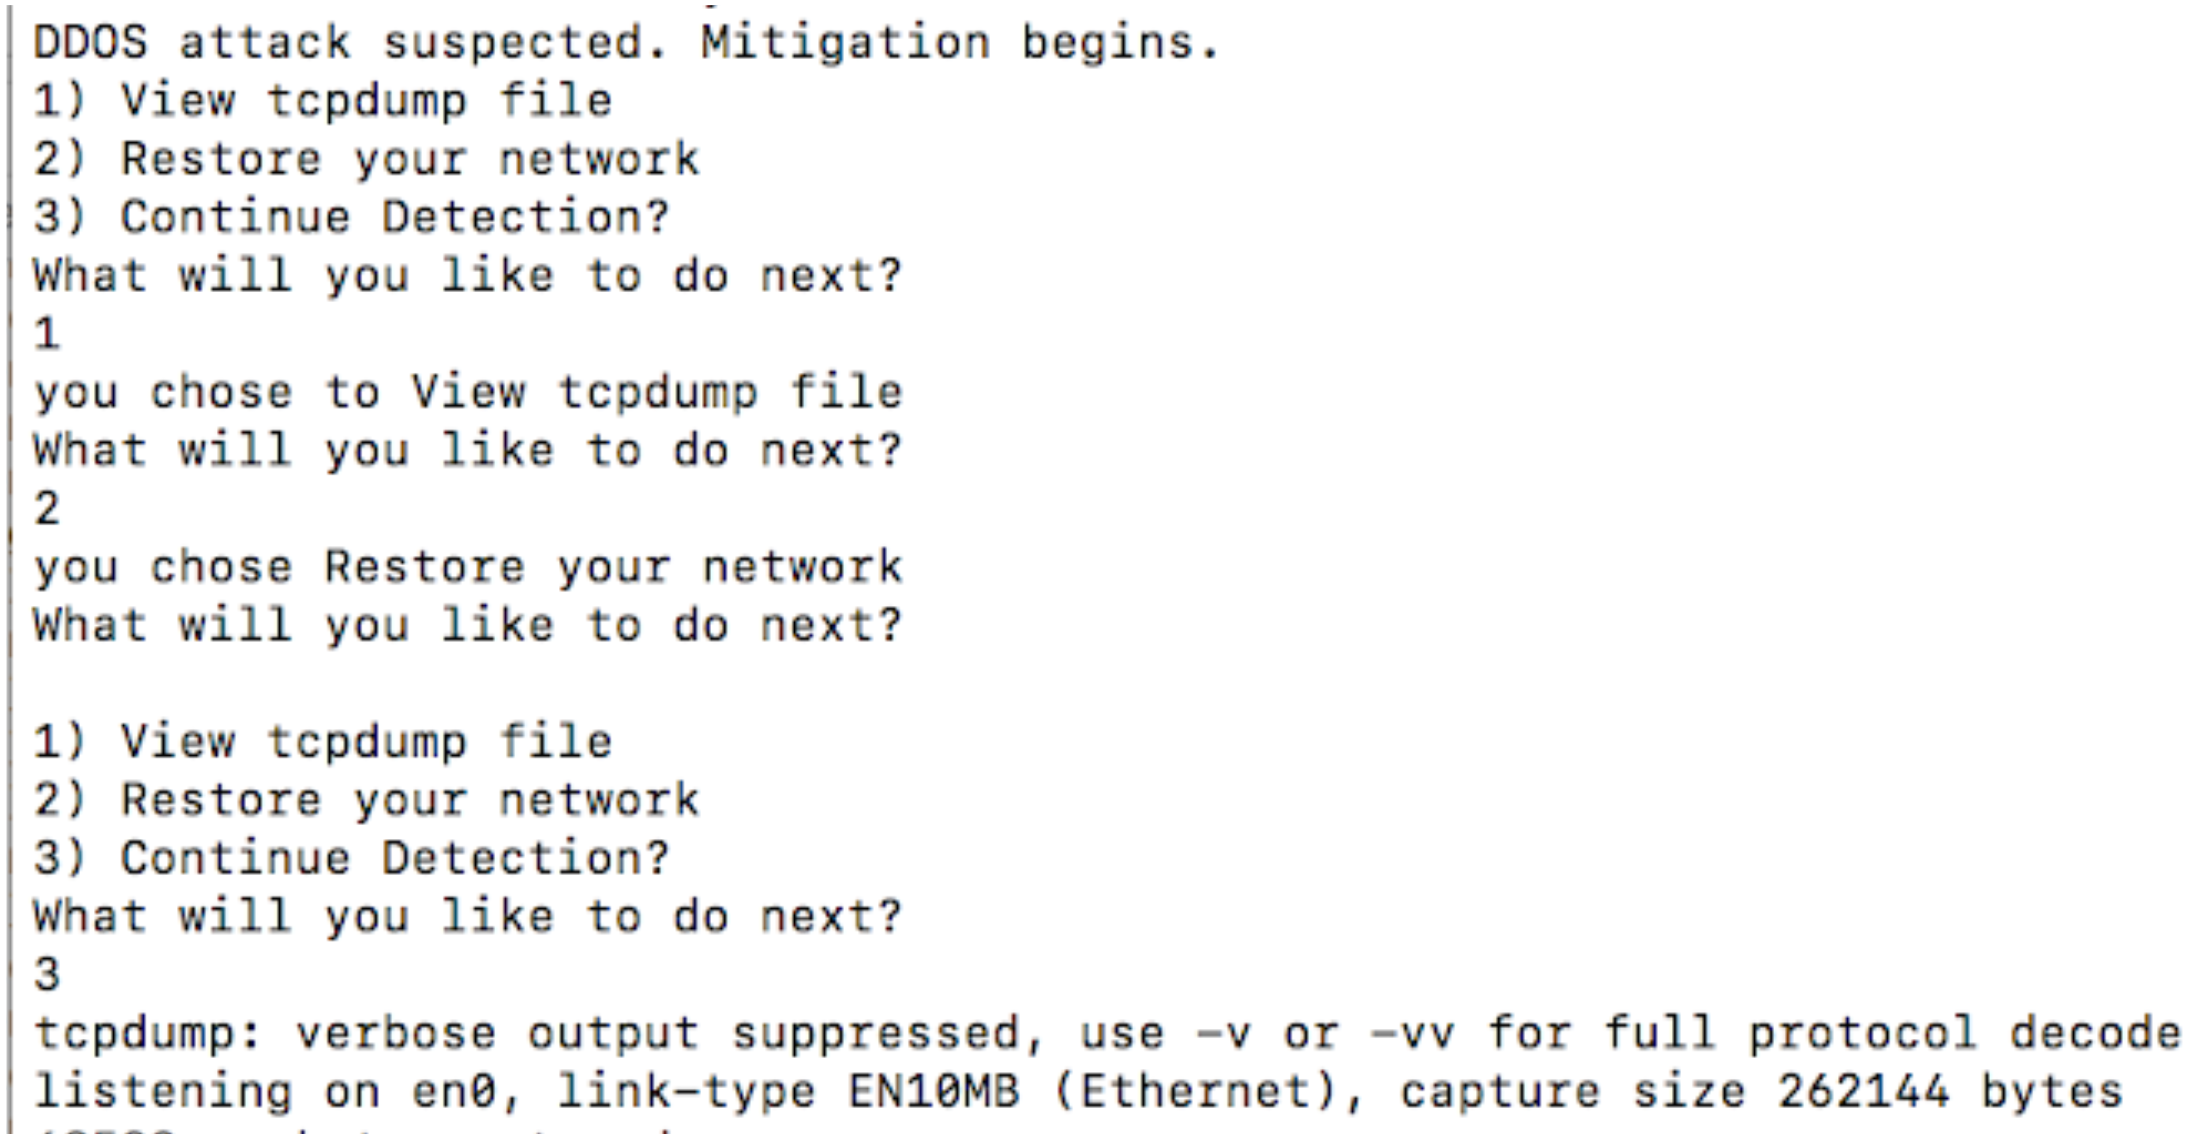 DDOS attack suspected. Mitigation begins.
1) View tcpdump file
2) Restore your network
3) Continue Detection?
What will you like to do next?
1
you chose to View tcpdump file
What will you like to do next?
2
you chose Restore your network
What will you like to do next?
1) View tcpdump file
2) Restore your network
3) Continue Detection?
What will you like to do next?
3
tcpdump: verbose output suppressed, use -v or -vv for full protocol decode
listening on en0, link-type EN10MB (Ethernet), capture size 262144 bytes